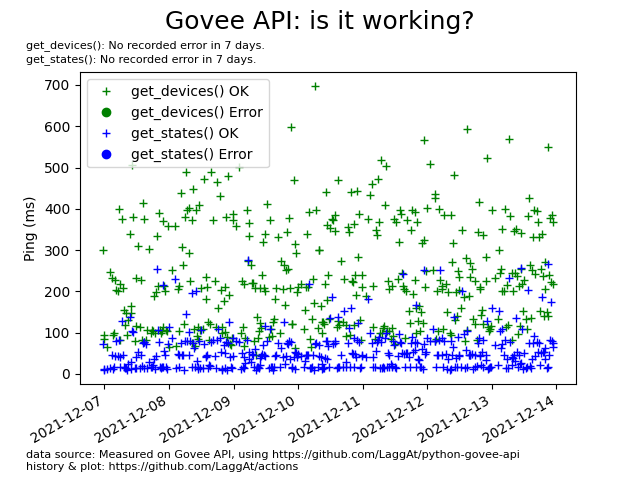 Govee API: is it working?
get_devices(): No recorded error in 7 days.
get_states(): No recorded error in 7 days.
get_devices() OK
get_devices() Error
get_states() OK
get_states() Error
Ping (ms)
700
600
500
400
300
200
100
0
2021-12-07
2021-12-08
2021-12-09
2021-12-10
2021-12-11
2021-12-12
2021-12-13
2021-12-14
data source: Measured on Govee API, using https://github.com/LaggAt/python-govee-api
history & plot: https://github.com/LaggAt/actions